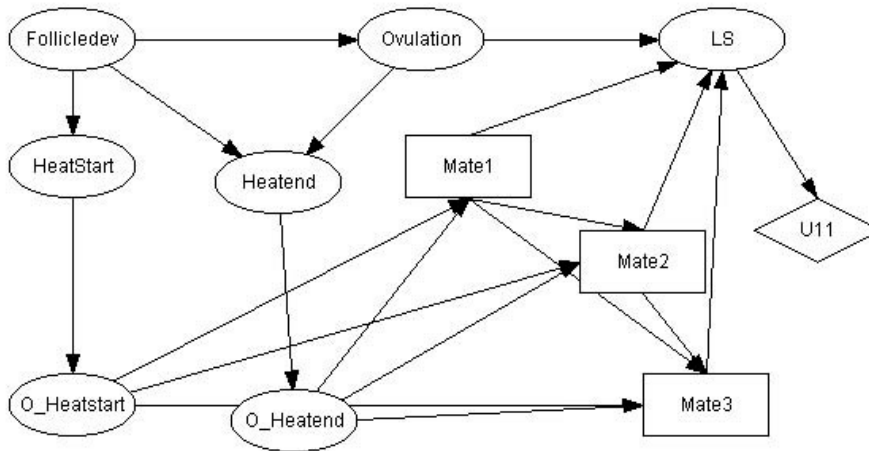 Follicledev
Ovulation
LS
HeatStart
Heatend
Mate1
U11
Mate2
O_Heatstart
O_Heatend
Mate3